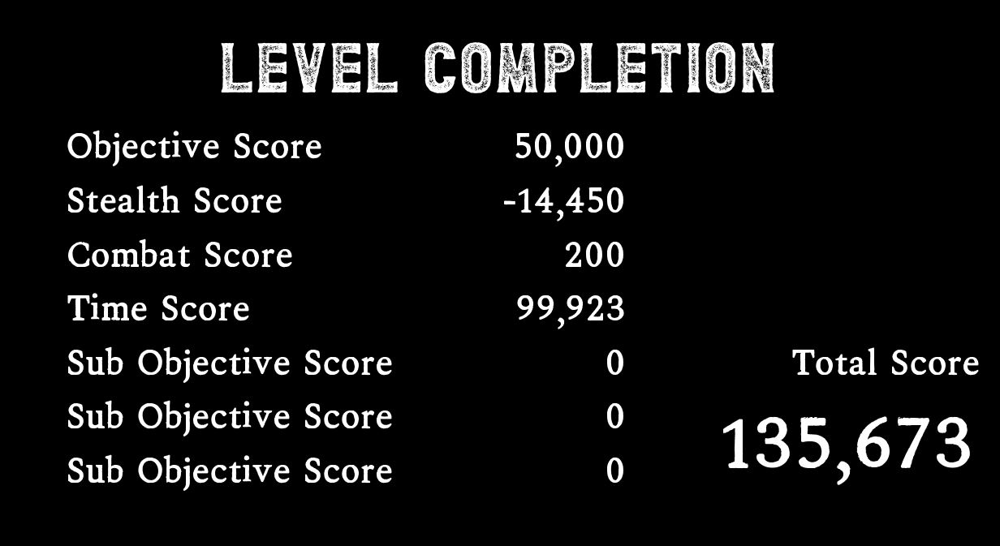 LEVEL COMPLETION
Objective Score 50,000
Stealth Score -14,450
Combat Score 200
Time Score 99,923
Sub Objective Score 0
Sub Objective Score 0
Sub Objective Score 0
Total Score
135,673